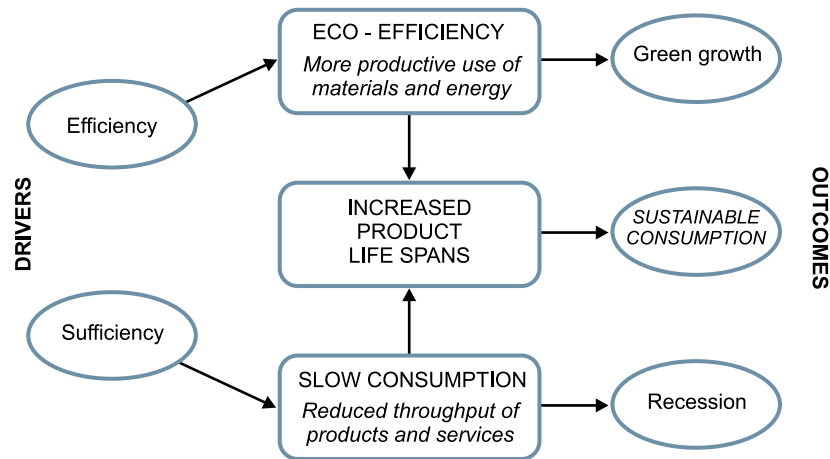 ECO - EFFICIENCY
More productive use of
materials and energy
Green growth
Efficiency
DRIVERS
INCREASED
PRODUCT
LIFE SPANS
SUSTAINABLE
CONSUMPTION
OUTCOMES
Sufficiency
SLOW CONSUMPTION
Reduced throughput of
products and services
Recession